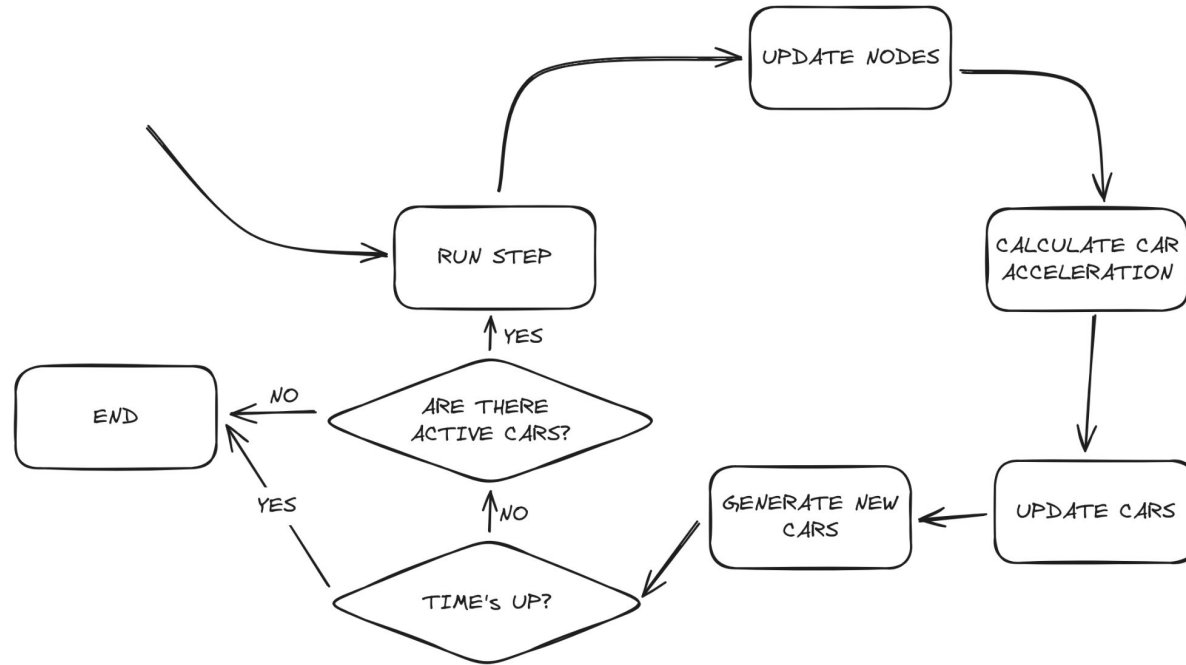 UPDATE NODES
RUN STEP
CALCULATE CAR
ACCELERATION
YES
END
NO
ARE THERE
ACTIVE CARS?
YES
NO
GENERATE NEW
CARS
UPDATE CARS
TIME's UP?